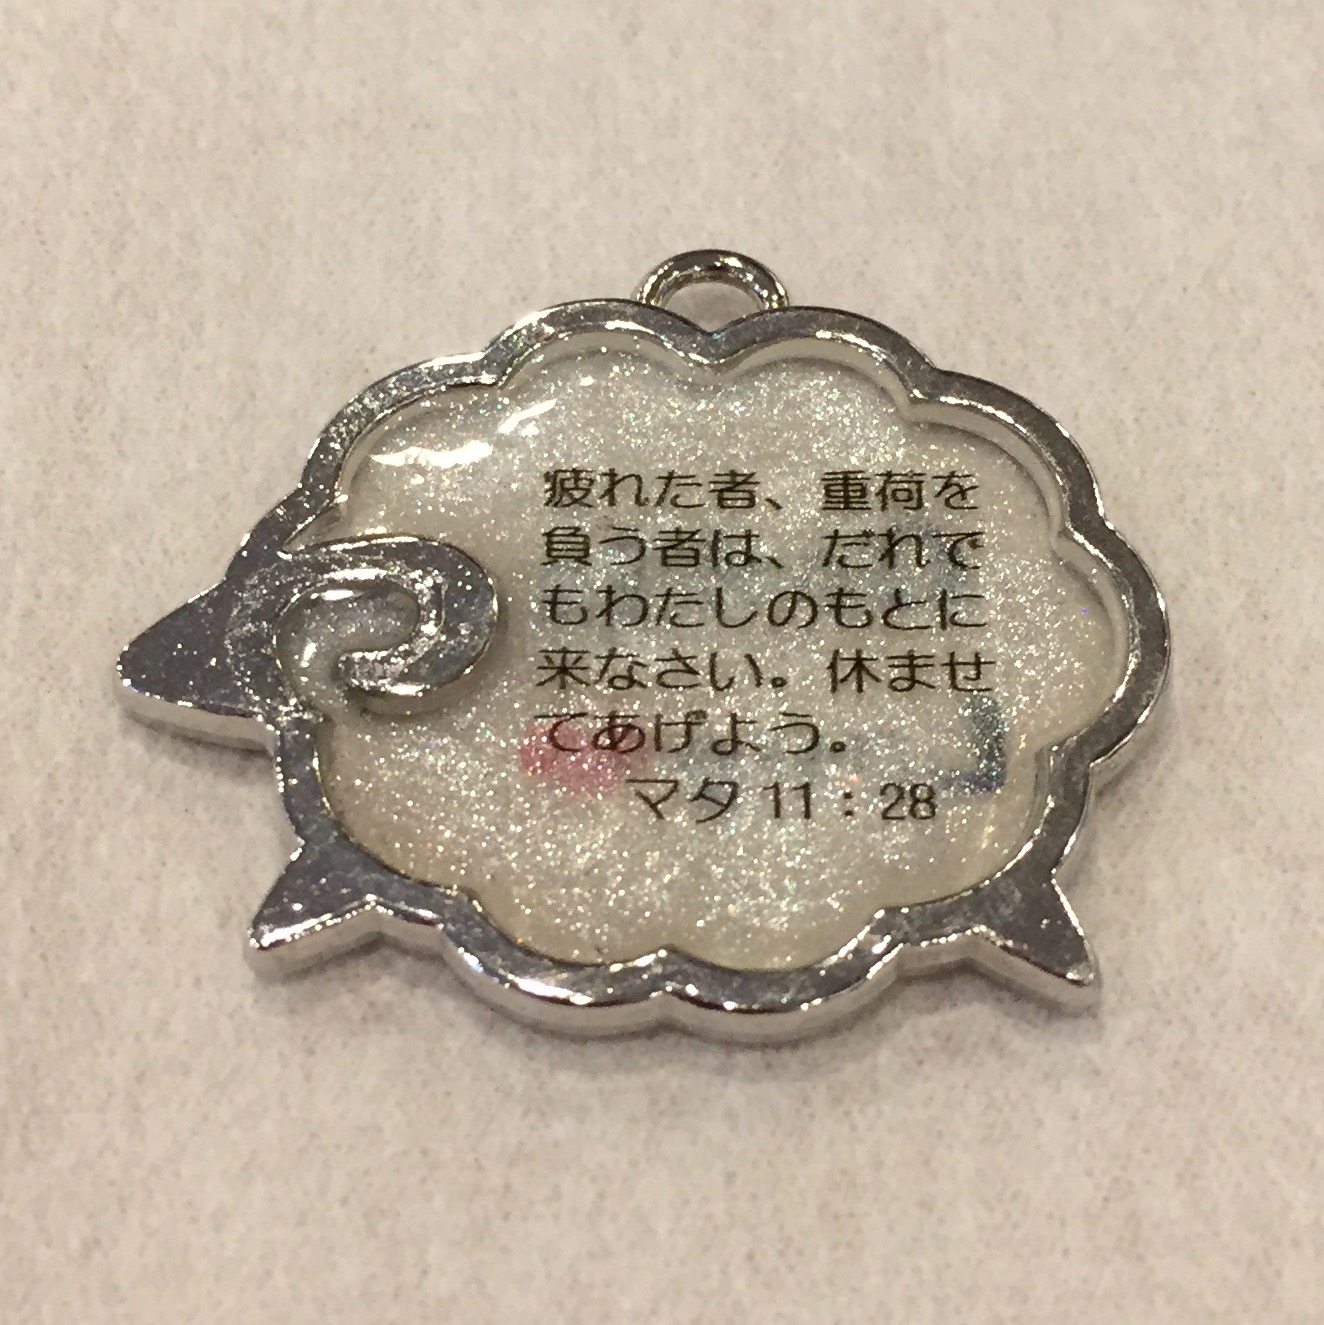 疲れた者、重荷を
負う者は、だれで
もわたしのもとに
来なさい。休ませ
てあげよう。
マタ 11：28